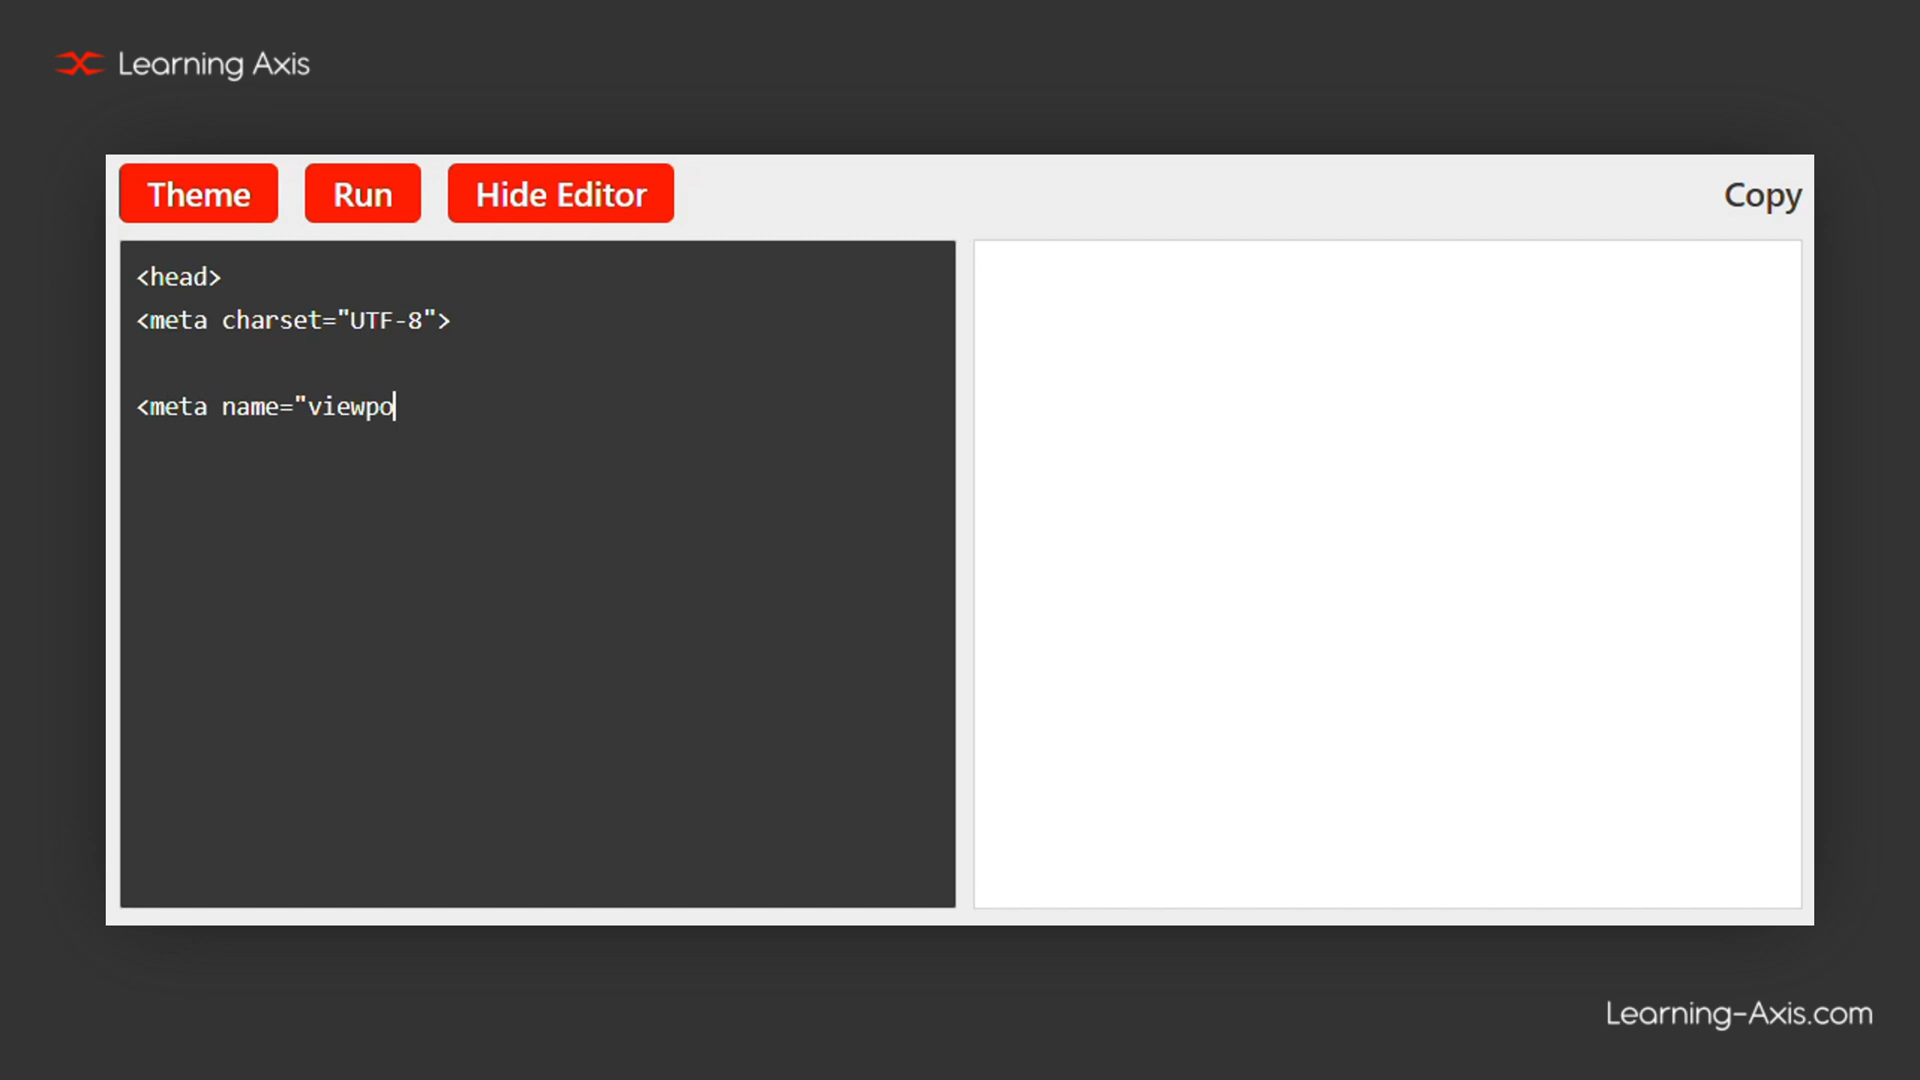 Learning Axis
Theme Run Hide Editor Copy
<head>
<meta charset="UTF-8">
<meta name="viewpo
Learning-Axis.com